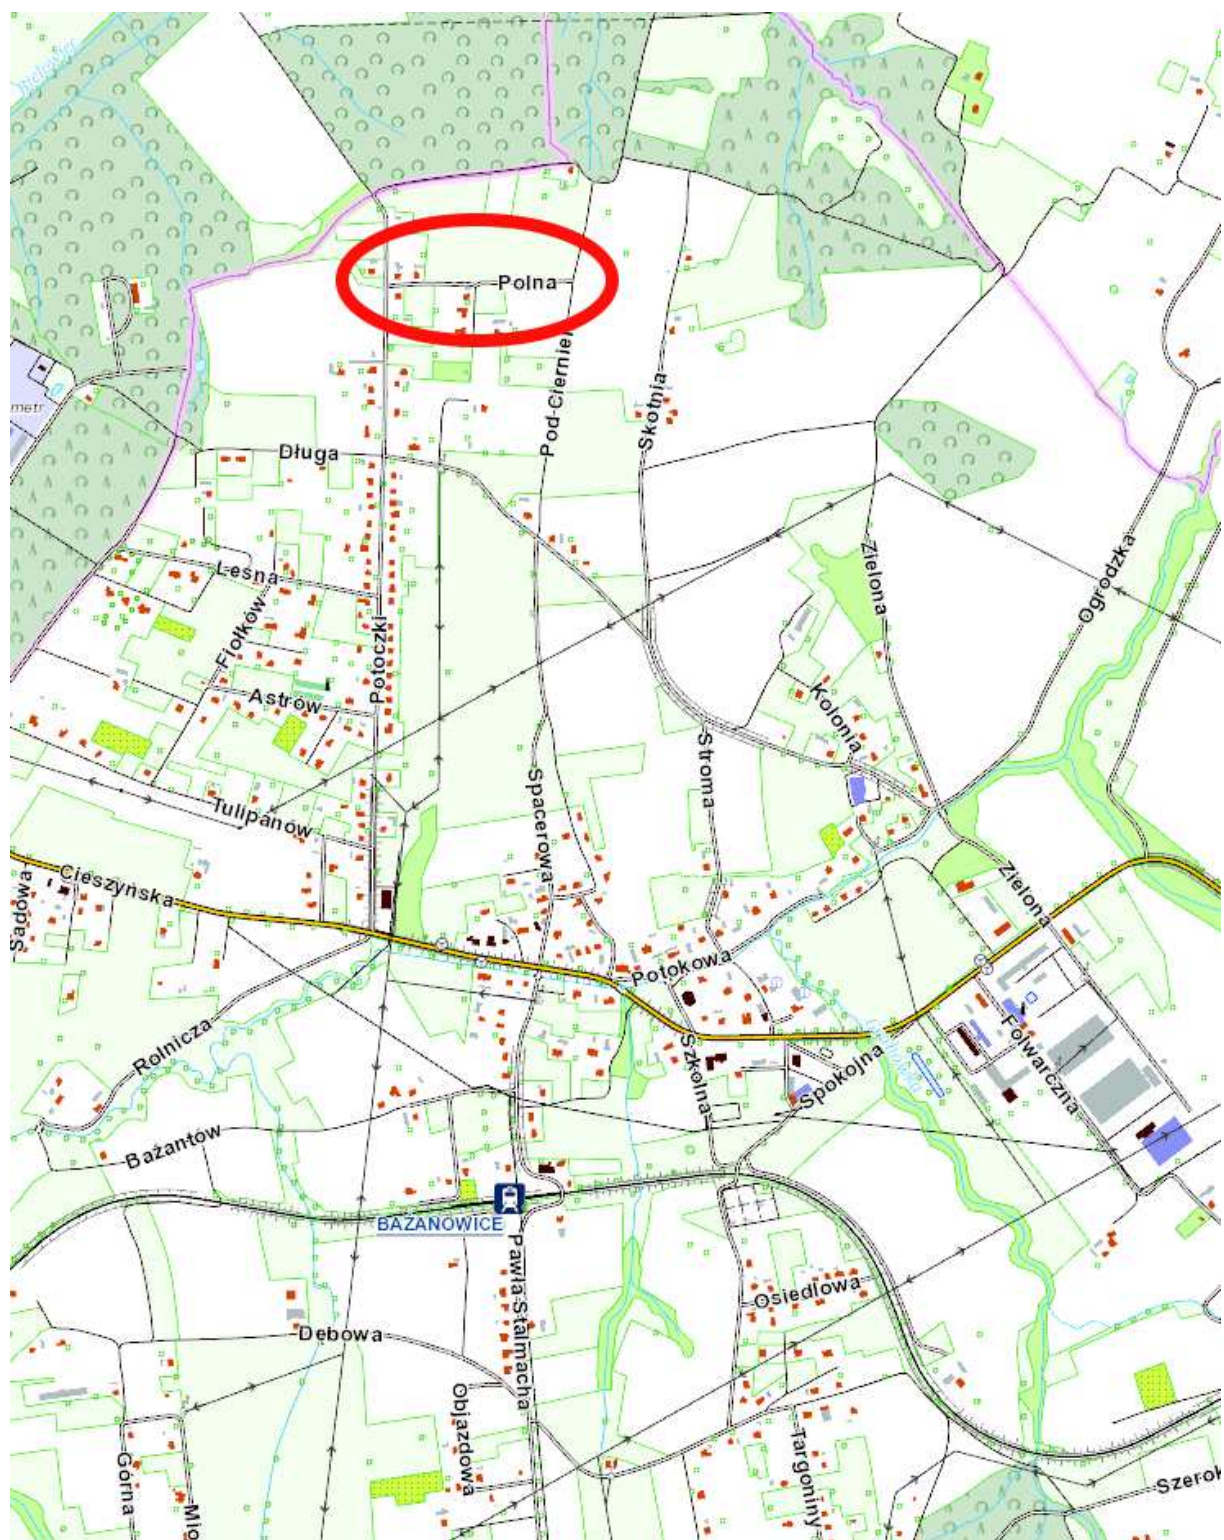 Polna
metr
Długa
Pod Cierniem
Skotnia
Leśna
Fiołków
Potoczki
Astrów
Zielona
Ogrodzka
Kolonia
Stroma
Spacerowa
Tulipanów
Cieszyńska
Sadowa
Zielona
Potokowa
Rolnicza
Szkolna
Spokojna
Folwarczna
Bażantów
BAŻANOWICE
Pawła Stalmacha
Osiedlowa
Dębowa
Objazdowa
Górna
Mio
Targoniny
Szerok